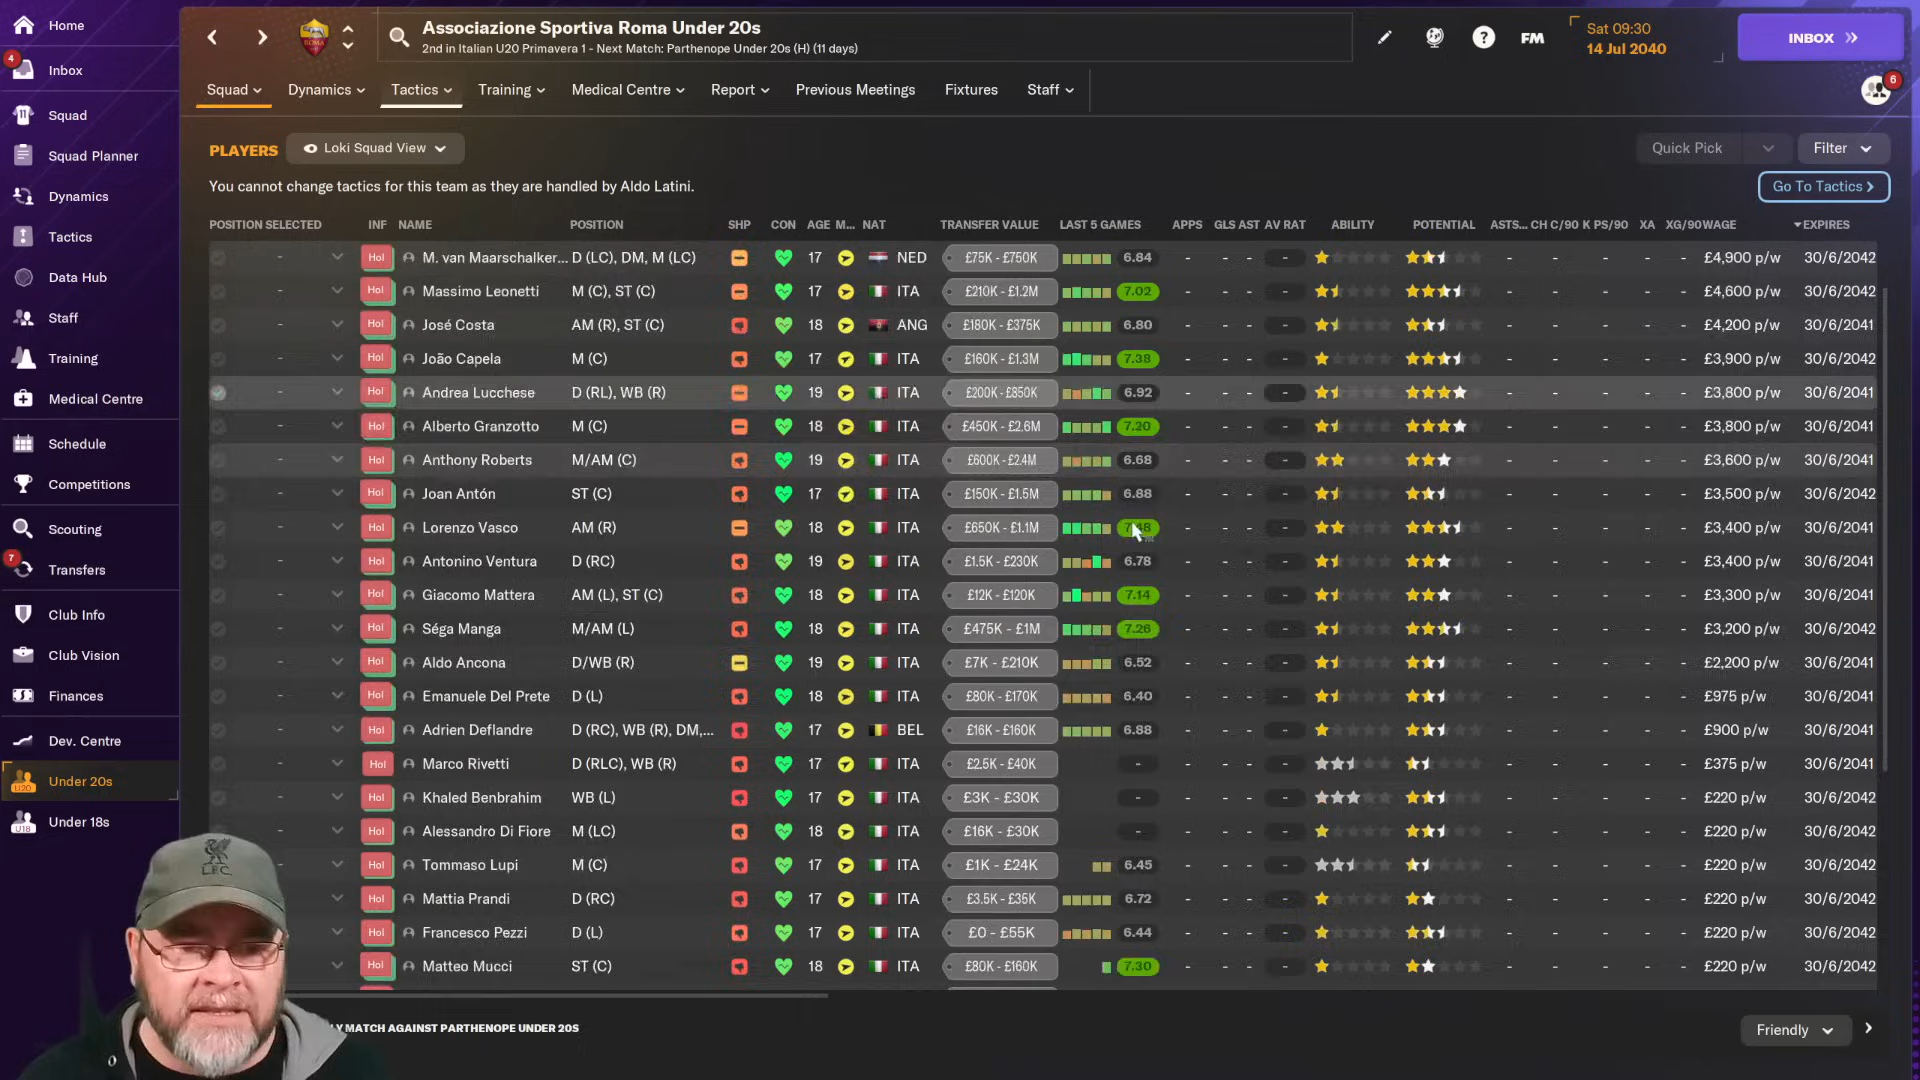 Home
Associazione Sportiva Roma Under 20s
2nd in Italian U20 Primavera 1 - Next Match: Parthenope Under 20s (H) (11 days)
FM
Sat 09:30
14 Jul 2040
INBOX
4
Inbox
Squad Dynamics Tactics Training Medical Centre Report Previous Meetings Fixtures Staff
6
Squad
Squad Planner
Dynamics
Tactics
Data Hub
Staff
Training
Medical Centre
Schedule
Competitions
Scouting
7
Transfers
Club Info
Club Vision
Finances
Dev. Centre
U20
Under 20s
U18
Under 18s
PLAYERS Loki Squad View Quick Pick Filter
You cannot change tactics for this team as they are handled by Aldo Latini. Go To Tactics
POSITION SELECTED INF NAME POSITION SHP CON AGE M... NAT TRANSFER VALUE LAST 5 GAMES APPS GLS AST AV RAT ABILITY POTENTIAL ASTS... CH C/90 K PS/90 XA XG/90 WAGE EXPIRES
- Hol M. van Maarschalker... D (LC), DM, M (LC) 17 NED £75K - £750K 6.84 - - - - - - - - - £4,900 p/w 30/6/2042
- Hol Massimo Leonetti M (C), ST (C) 17 ITA £210K - £1.2M 7.02 - - - - - - - - - £4,600 p/w 30/6/2042
- Hol José Costa AM (R), ST (C) 18 ANG £180K - £375K 6.80 - - - - - - - - - £4,200 p/w 30/6/2041
- Hol João Capela M (C) 17 ITA £160K - £1.3M 7.38 - - - - - - - - - £3,900 p/w 30/6/2042
- Hol Andrea Lucchese D (RL), WB (R) 19 ITA £200K - £850K 6.92 - - - - - - - - - £3,800 p/w 30/6/2041
- Hol Alberto Granzotto M (C) 18 ITA £450K - £2.6M 7.20 - - - - - - - - - £3,800 p/w 30/6/2041
- Hol Anthony Roberts M/AM (C) 19 ITA £600K - £2.4M 6.68 - - - - - - - - - £3,600 p/w 30/6/2041
- Hol Joan Antón ST (C) 17 ITA £150K - £1.5M 6.88 - - - - - - - - - £3,500 p/w 30/6/2042
- Hol Lorenzo Vasco AM (R) 18 ITA £650K - £1.1M - - - - - - - - - £3,400 p/w 30/6/2041
- Hol Antonino Ventura D (RC) 19 ITA £1.5K - £230K 6.78 - - - - - - - - - £3,400 p/w 30/6/2041
- Hol Giacomo Mattera AM (L), ST (C) 18 ITA £12K - £120K 7.14 - - - - - - - - - £3,300 p/w 30/6/2041
- Hol Séga Manga M/AM (L) 18 ITA £475K - £1M 7.26 - - - - - - - - - £3,200 p/w 30/6/2042
- Hol Aldo Ancona D/WB (R) 19 ITA £7K - £210K 6.52 - - - - - - - - - £2,200 p/w 30/6/2041
- Hol Emanuele Del Prete D (L) 18 ITA £80K - £170K 6.40 - - - - - - - - - £975 p/w 30/6/2041
- Hol Adrien Deflandre D (RC), WB (R), DM,... 17 BEL £16K - £160K 6.88 - - - - - - - - - £900 p/w 30/6/2041
- Hol Marco Rivetti D (RLC), WB (R) 17 ITA £2.5K - £40K - - - - - - - - - - £375 p/w 30/6/2041
- Hol Khaled Benbrahim WB (L) 17 ITA £3K - £30K - - - - - - - - - - £220 p/w 30/6/2042
- Hol Alessandro Di Fiore M (LC) 18 ITA £16K - £30K - - - - - - - - - - £220 p/w 30/6/2042
Hol Tommaso Lupi M (C) 17 ITA £1K - £24K 6.45 - - - - - - - - - £220 p/w 30/6/2042
Hol Mattia Prandi D (RC) 17 ITA £3.5K - £35K 6.72 - - - - - - - - - £220 p/w 30/6/2042
Hol Francesco Pezzi D (L) 17 ITA £0 - £55K 6.44 - - - - - - - - - £220 p/w 30/6/2042
Hol Matteo Mucci ST (C) 18 ITA £80K - £160K 7.30 - - - - - - - - - £220 p/w 30/6/2042
L.F.C.
LY MATCH AGAINST PARTHENOPE UNDER 20S
Friendly